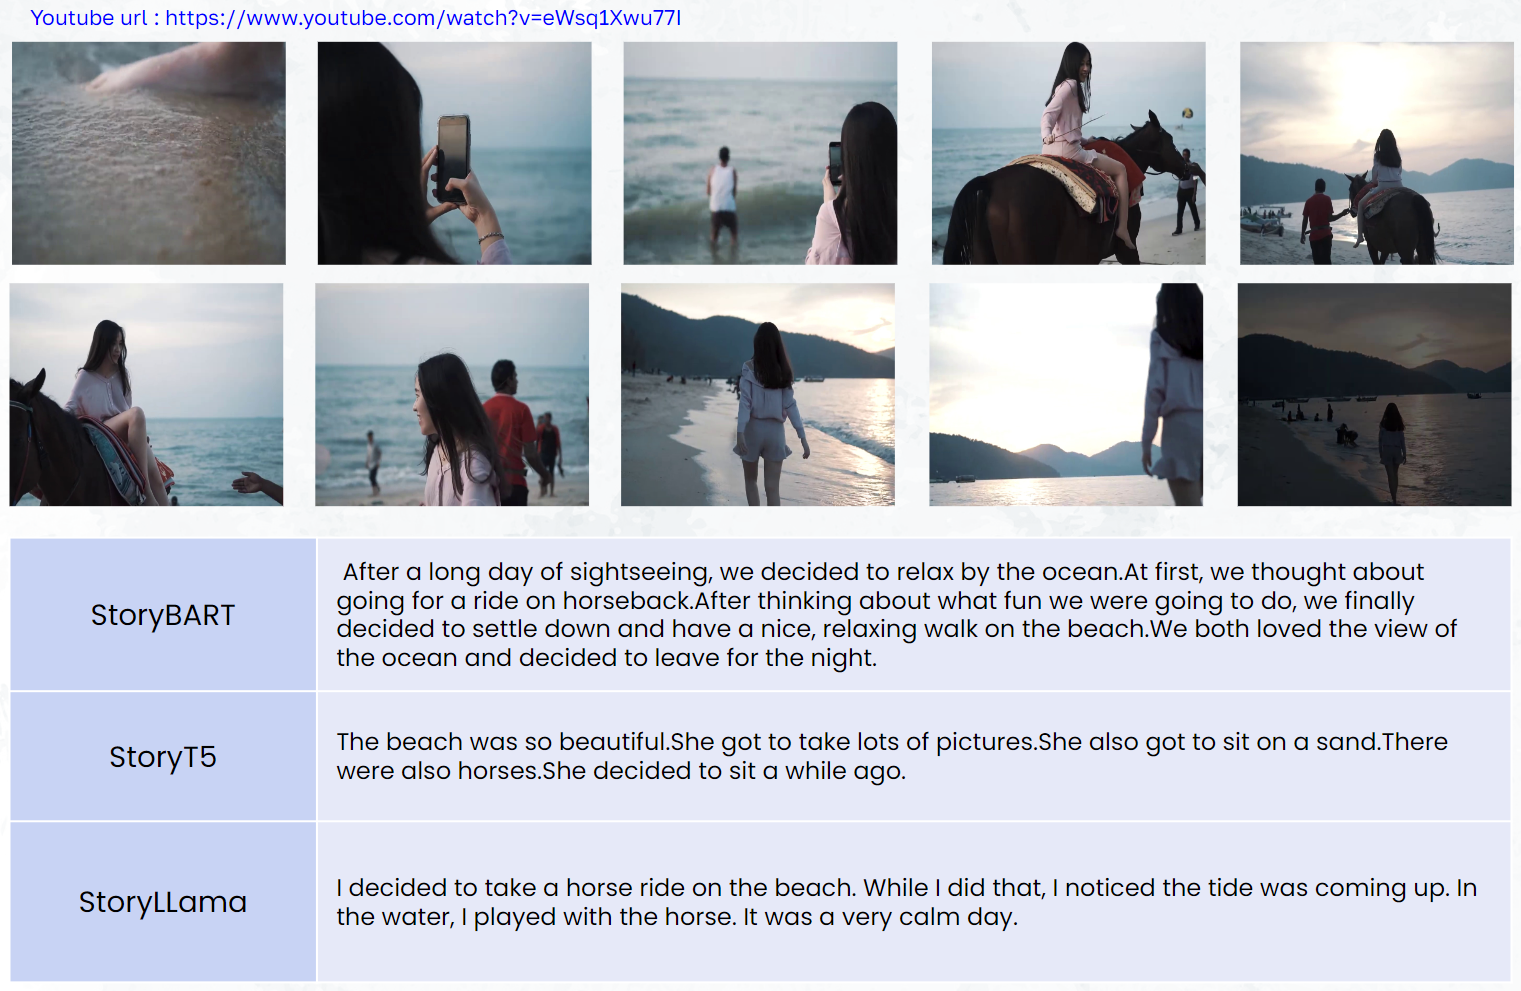 Youtube url : https://www.youtube.com/watch?v=eWsq1Xwu77I
StoryBART
After a long day of sightseeing, we decided to relax by the ocean.At first, we thought about
going for a ride on horseback.After thinking about what fun we were going to do, we finally
decided to settle down and have a nice, relaxing walk on the beach.We both loved the view of
the ocean and decided to leave for the night.
StoryT5
The beach was so beautiful.She got to take lots of pictures.She also got to sit on a sand.There
were also horses.She decided to sit a while ago.
StoryLLama
I decided to take a horse ride on the beach. While I did that, I noticed the tide was coming up. In
the water, I played with the horse. It was a very calm day.